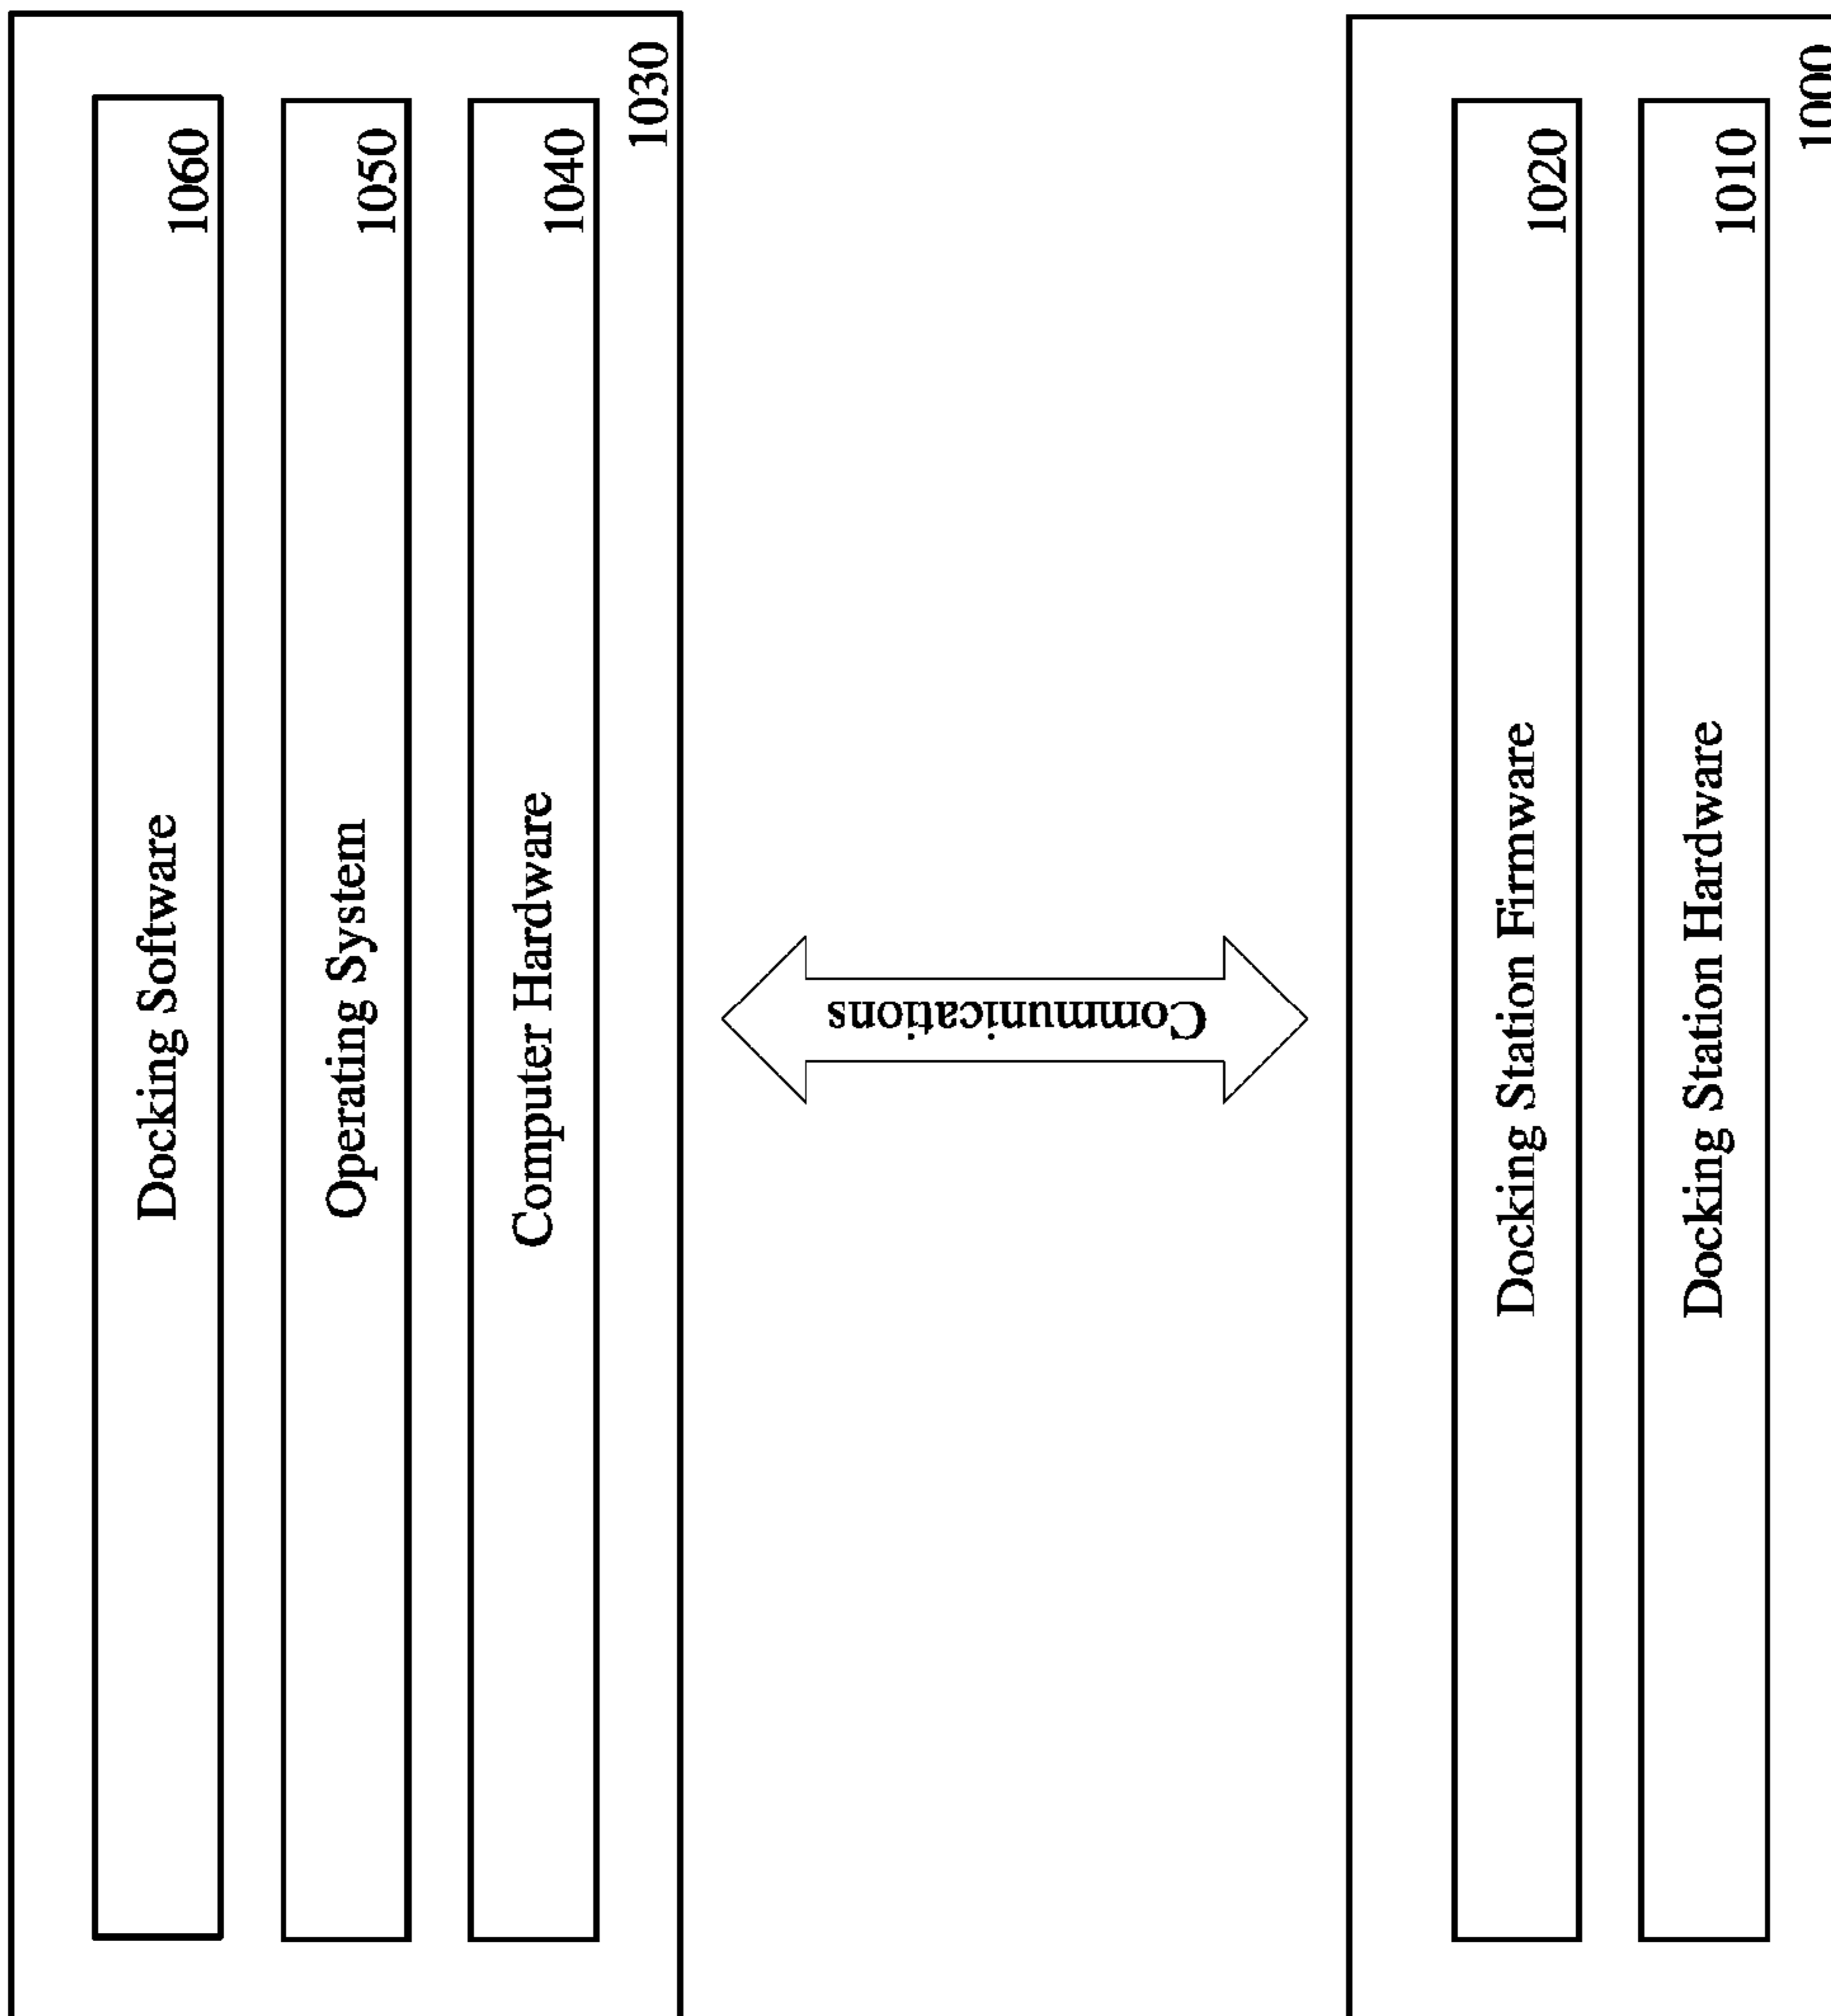 Docking Software
1060
Operating System
1050
Computer Hardware
1040
1030
Communications
Docking Station Firmware
1020
Docking Station Hardware
1010
1000